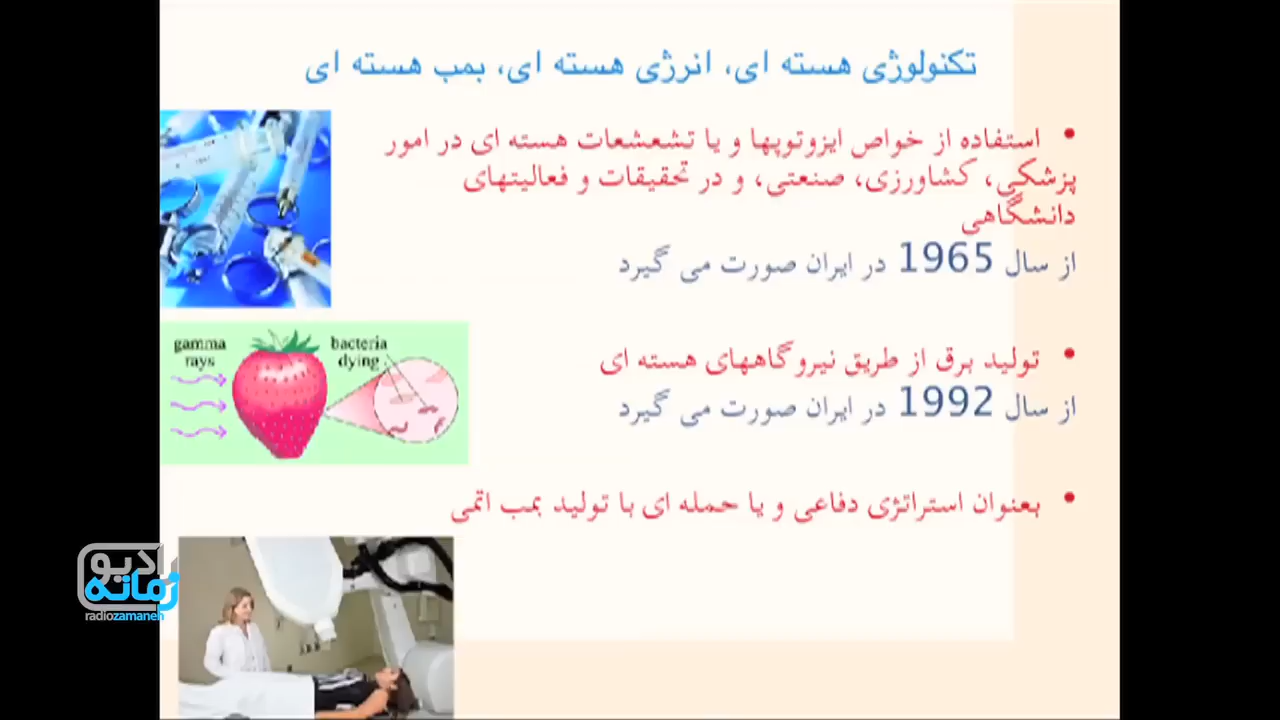 تکنولوژی هسته ای، انرژی هسته ای، بمب هسته ای
• استفاده از خواص ایزوتوپها و یا تشعشعات هسته ای در امور
پزشکی، کشاورزی، صنعتی، و در تحقیقات و فعالیتهای
دانشگاهی
از سال 1965 در ایران صورت می گیرد
gamma
rays
bacteria
dying
• تولید برق از طریق نیروگاههای هسته ای
از سال 1992 در ایران صورت می گیرد
• بعنوان استراتژی دفاعی و یا حمله ای با تولید بمب اتمی
رادیو
زمانه
radiozamaneh